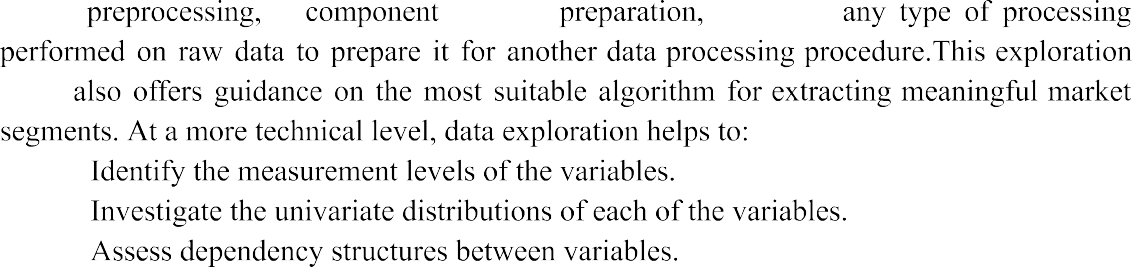 preprocessing, component preparation, any type of processing
performed on raw data to prepare it for another data processing procedure.This exploration
also offers guidance on the most suitable algorithm for extracting meaningful market
segments. At a more technical level, data exploration helps to:
Identify the measurement levels of the variables.
Investigate the univariate distributions of each of the variables.
Assess dependency structures between variables.